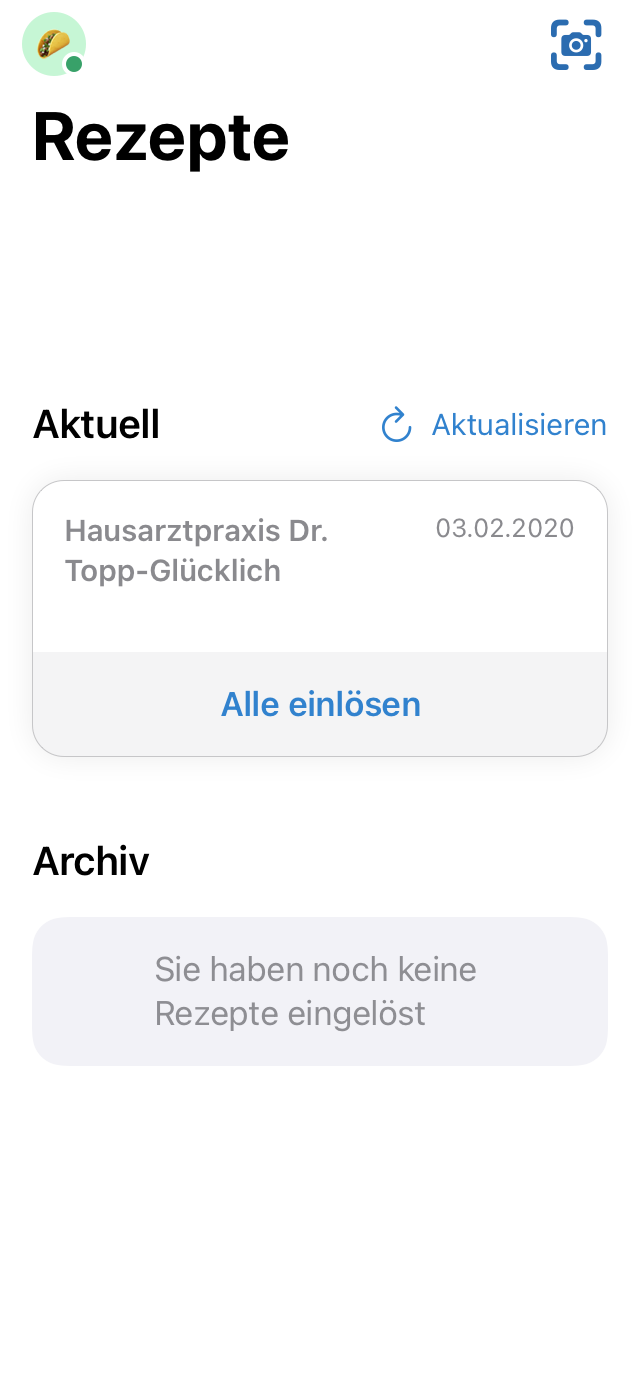 Rezepte
Aktuell
Aktualisieren
Hausarztpraxis Dr.
Topp-Glücklich
03.02.2020
Alle einlösen
Archiv
Sie haben noch keine
Rezepte eingelöst